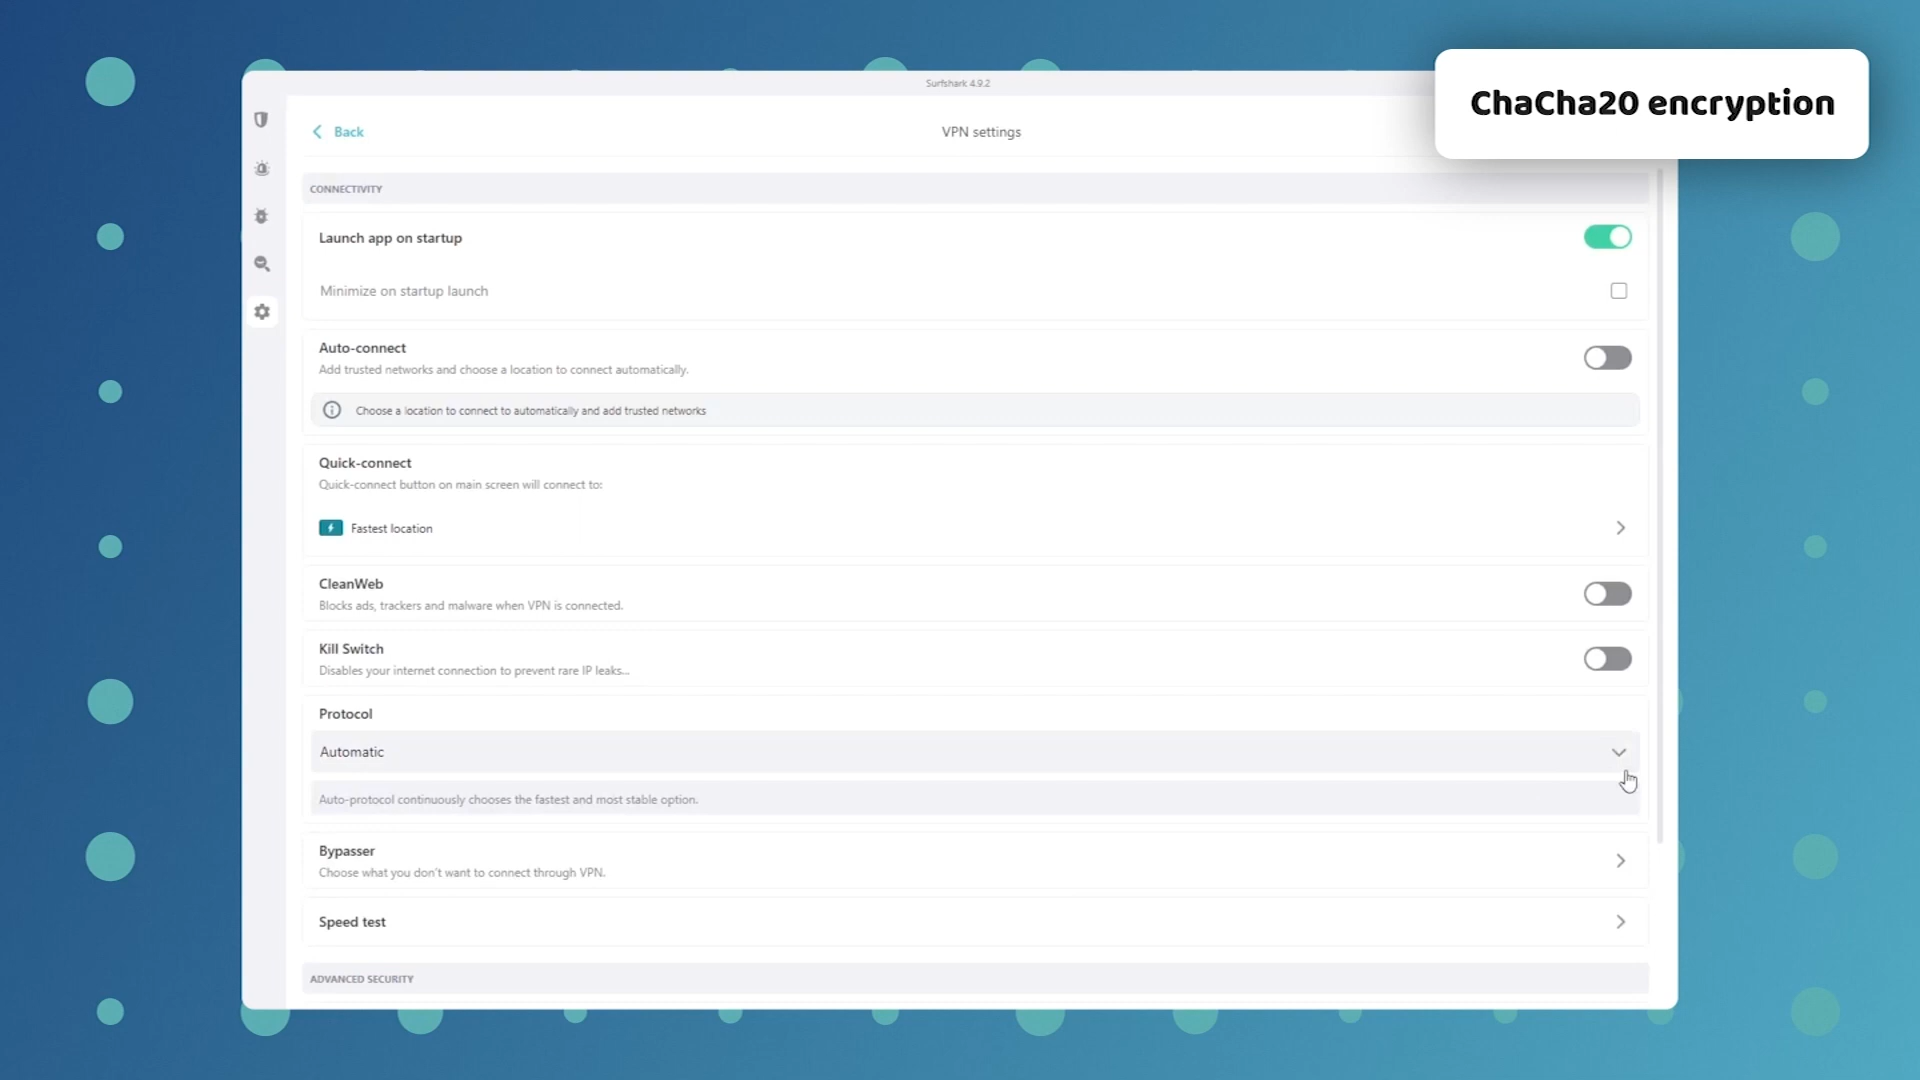 Surfshark 4.9.2
ChaCha20 encryption
Back
VPN settings
CONNECTIVITY
Launch app on startup
Minimize on startup launch
Auto-connect
Add trusted networks and choose a location to connect automatically.
Choose a location to connect to automatically and add trusted networks
Quick-connect
Quick-connect button on main screen will connect to:
Fastest location
CleanWeb
Blocks ads, trackers and malware when VPN is connected.
Kill Switch
Disables your internet connection to prevent rare IP leaks...
Protocol
Automatic
Auto-protocol continuously chooses the fastest and most stable option.
Bypasser
Choose what you don't want to connect through VPN.
Speed test
ADVANCED SECURITY